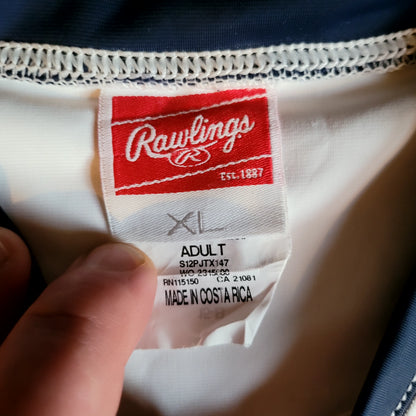 Rawlings
R
EST. 1887
XL
ADULT
S12PJTX147
RN115150 CA 21081
MADE IN COSTA RICA